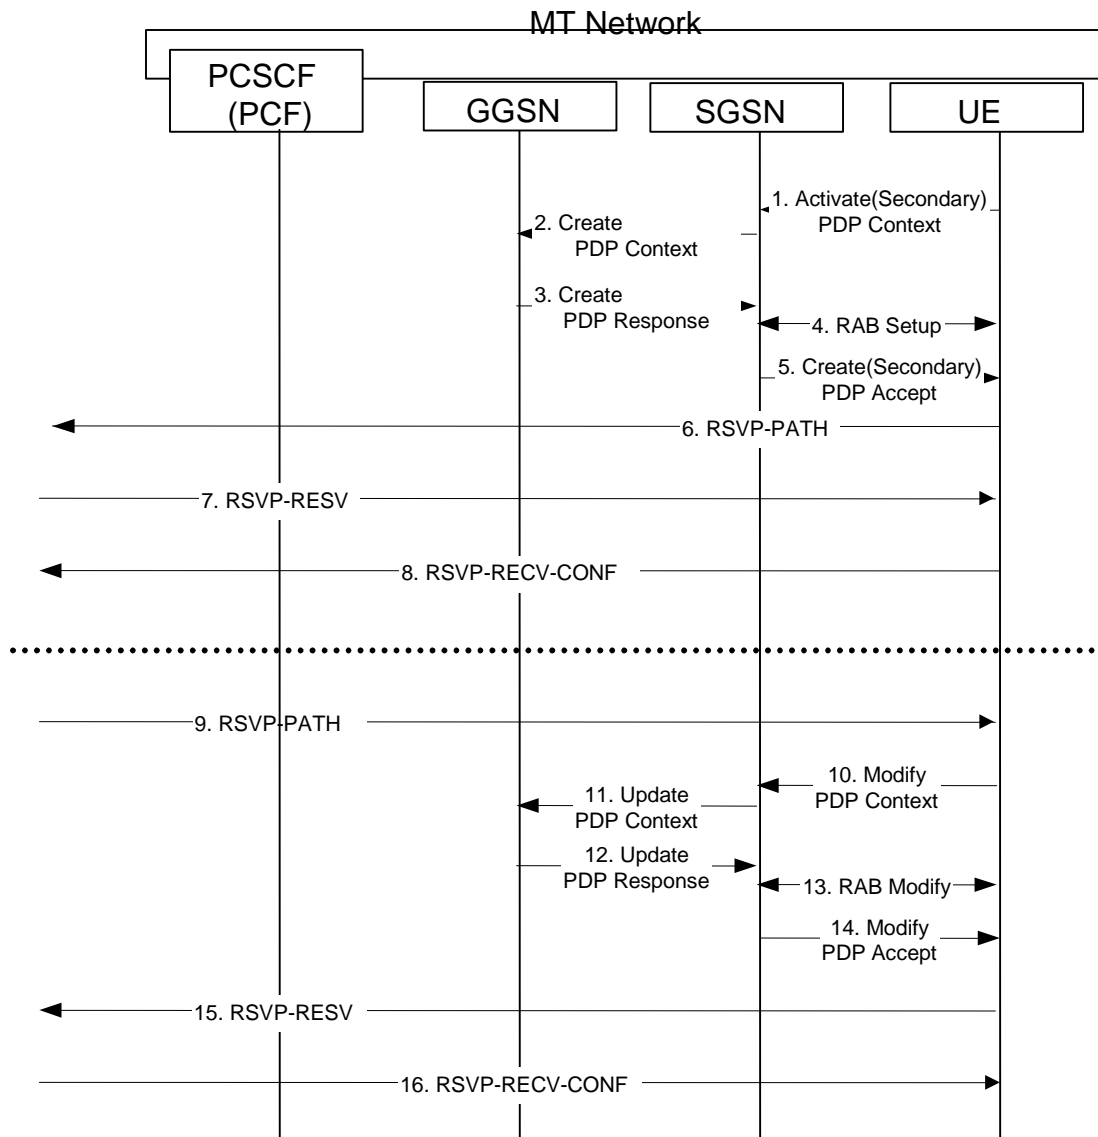 MT Network
PCSCF
(PCF)
GGSN
SGSN
UE
1. Activate(Secondary)
PDP Context
2. Create
PDP Context
3. Create
PDP Response
4. RAB Setup
5. Create(Secondary)
PDP Accept
6. RSVP-PATH
7. RSVP-RESV
8. RSVP-RECV-CONF
9. RSVP-PATH
10. Modify
PDP Context
11. Update
PDP Context
12. Update
PDP Response
13. RAB Modify
14. Modify
PDP Accept
15. RSVP-RESV
16. RSVP-RECV-CONF